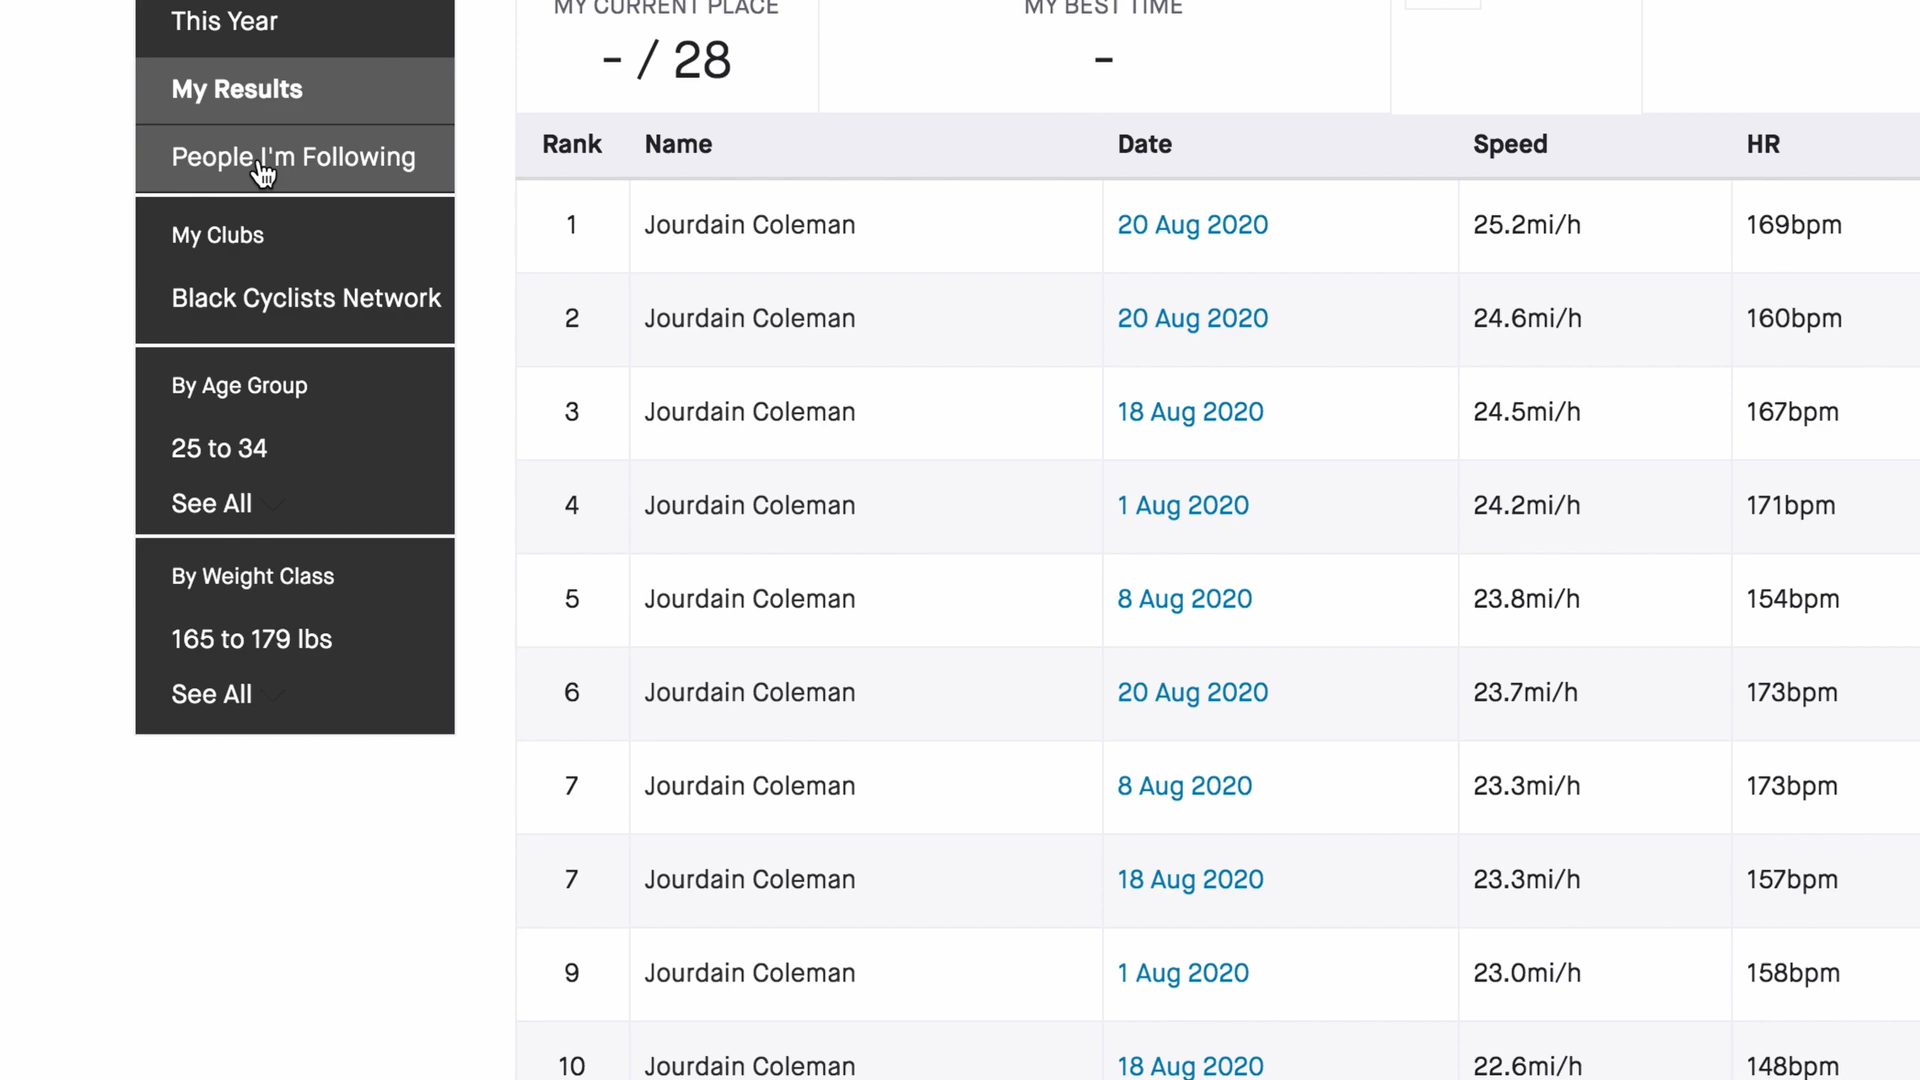 This Year
My Results
People I'm Following
My Clubs
Black Cyclists Network
By Age Group
25 to 34
See All
By Weight Class
165 to 179 lbs
See All
MY CURRENT PLACE
- / 28
MY BEST TIME
-
Rank Name Date Speed HR
1 Jourdain Coleman 20 Aug 2020 25.2mi/h 169bpm
2 Jourdain Coleman 20 Aug 2020 24.6mi/h 160bpm
3 Jourdain Coleman 18 Aug 2020 24.5mi/h 167bpm
4 Jourdain Coleman 1 Aug 2020 24.2mi/h 171bpm
5 Jourdain Coleman 8 Aug 2020 23.8mi/h 154bpm
6 Jourdain Coleman 20 Aug 2020 23.7mi/h 173bpm
7 Jourdain Coleman 8 Aug 2020 23.3mi/h 173bpm
7 Jourdain Coleman 18 Aug 2020 23.3mi/h 157bpm
9 Jourdain Coleman 1 Aug 2020 23.0mi/h 158bpm
10 Jourdain Coleman 18 Aug 2020 22.6mi/h 148bpm